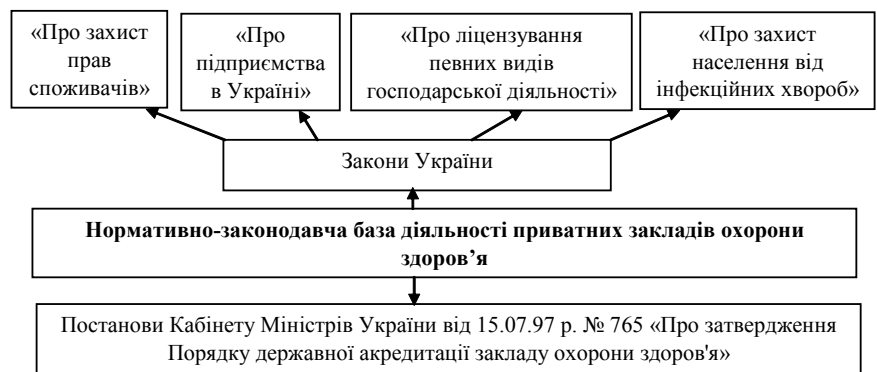 «Про захист
прав
споживачів»
«Про
підприємства
в Україні»
«Про ліцензування
певних видів
господарської діяльності»
«Про захист
населення від
інфекційних хвороб»
Закони України
Нормативно-законодавча база діяльності приватних закладів охорони
здоров’я
Постанови Кабінету Міністрів України від 15.07.97 р. № 765 «Про затвердження
Порядку державної акредитації закладу охорони здоров'я»